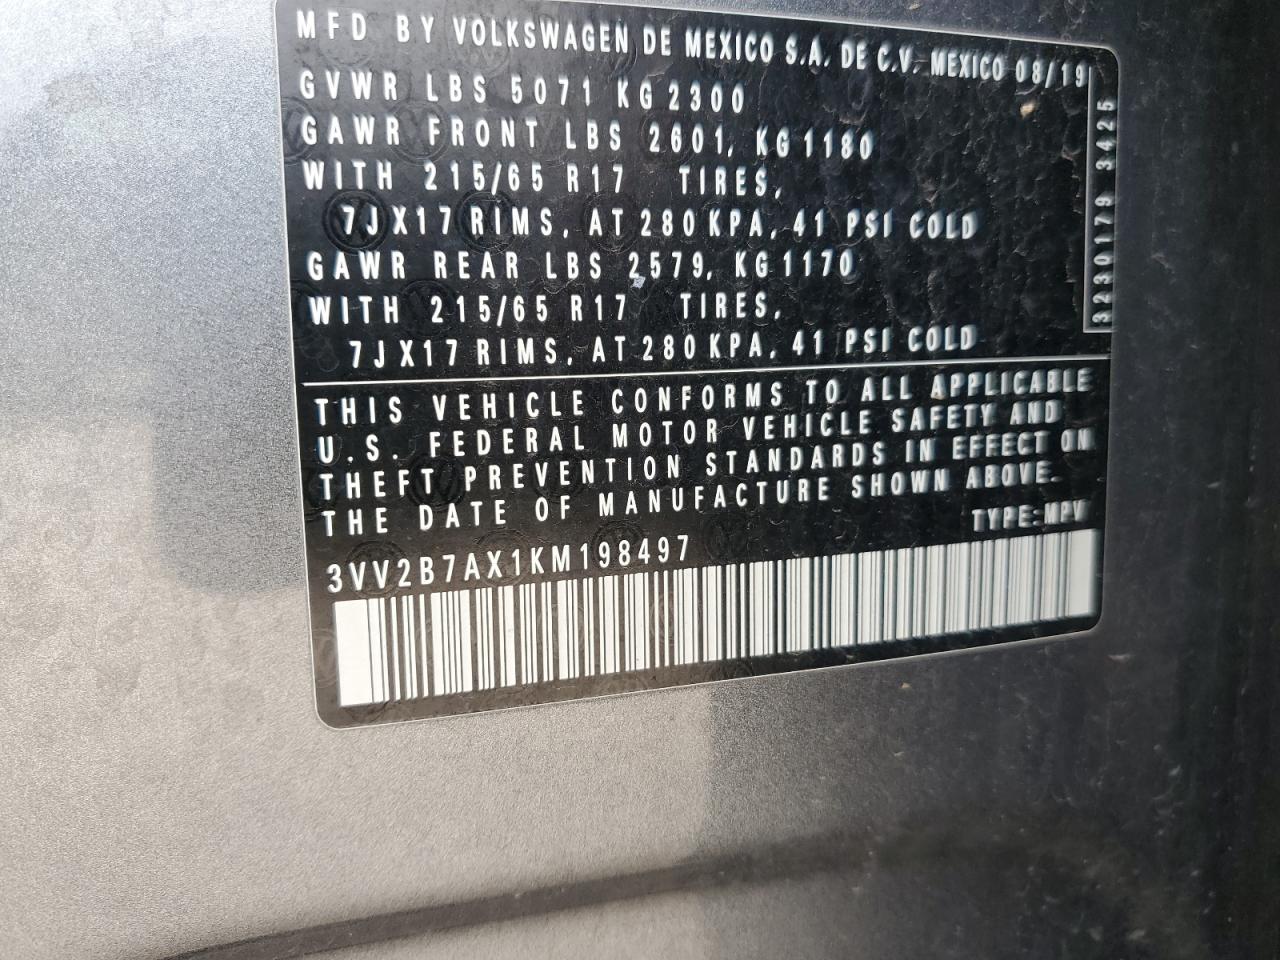 MFD BY VOLKSWAGEN DE MEXICO S.A. DE C.V. MEXICO 08/19
GVWR LBS 5071 KG 2300
GAWR FRONT LBS 2601, KG 1180
WITH 215/65 R17 TIRES,
7JX17 RIMS, AT 280 KPA, 41 PSI COLD
GAWR REAR LBS 2579, KG 1170
WITH 215/65 R17 TIRES,
7JX17 RIMS, AT 280 KPA, 41 PSI COLD
3230179 3425
THIS VEHICLE CONFORMS TO ALL APPLICABLE
U.S. FEDERAL MOTOR VEHICLE SAFETY AND
THEFT PREVENTION STANDARDS IN EFFECT ON
THE DATE OF MANUFACTURE SHOWN ABOVE.
TYPE:MPV
3VV2B7AX1KM198497